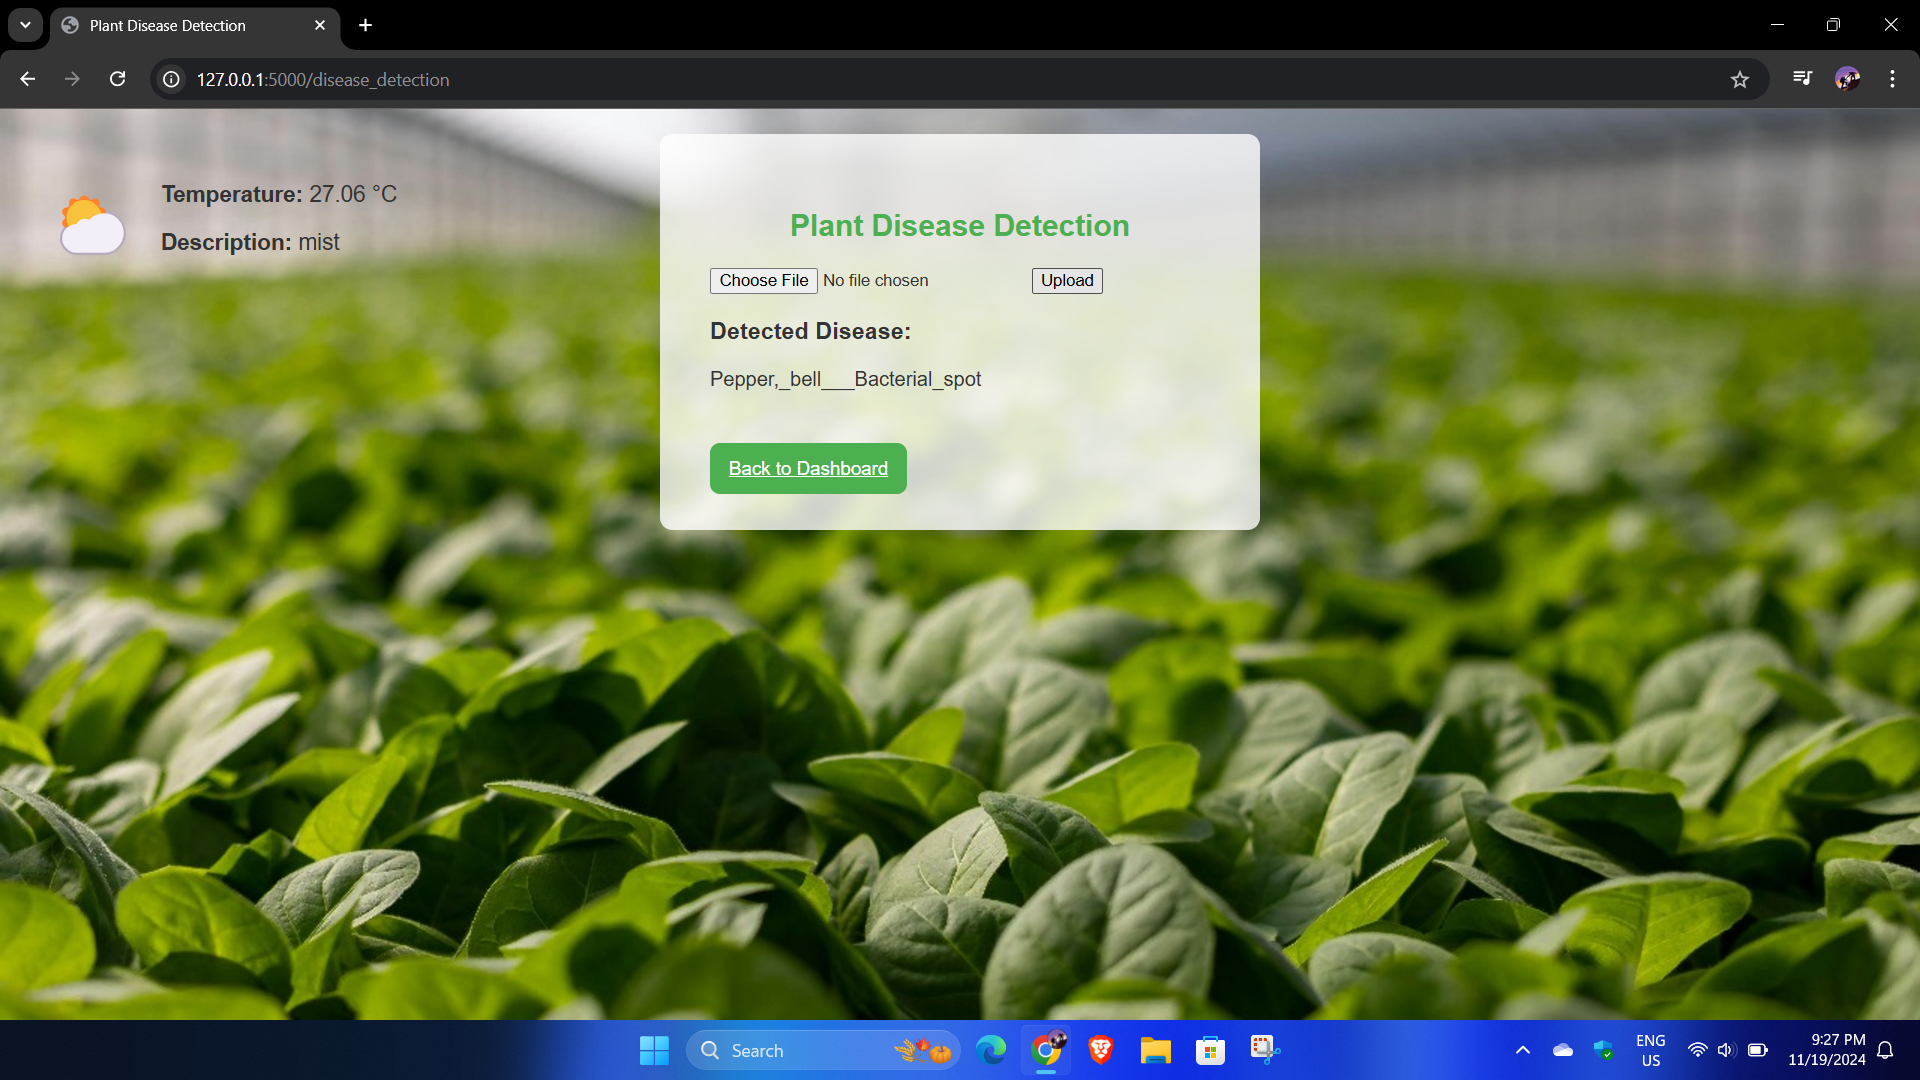 Plant Disease Detection
127.0.0.1:5000/disease_detection
Temperature: 27.06 °C
Description: mist
Plant Disease Detection
Choose File No file chosen Upload
Detected Disease:
Pepper,_bell___Bacterial_spot
Back to Dashboard
Search
ENG
US
9:27 PM
11/19/2024